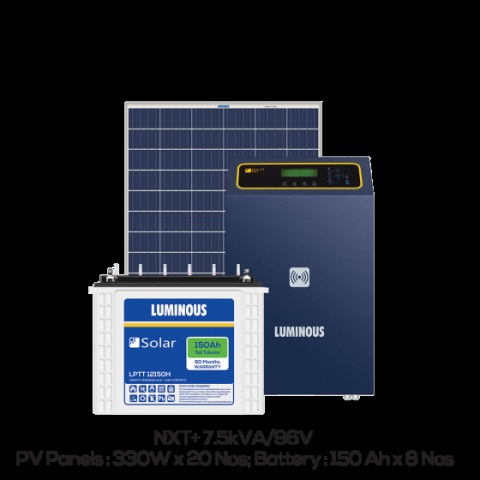 LUMINOUS
Solar
150Ah
Tall Tubular
60 Months
WARRANTY
LPTT12150H
LUMINOUS
NXT+ 7.5kVA/96V
PV Panels : 330W x 20 Nos; Battery : 150 Ah x 8 Nos